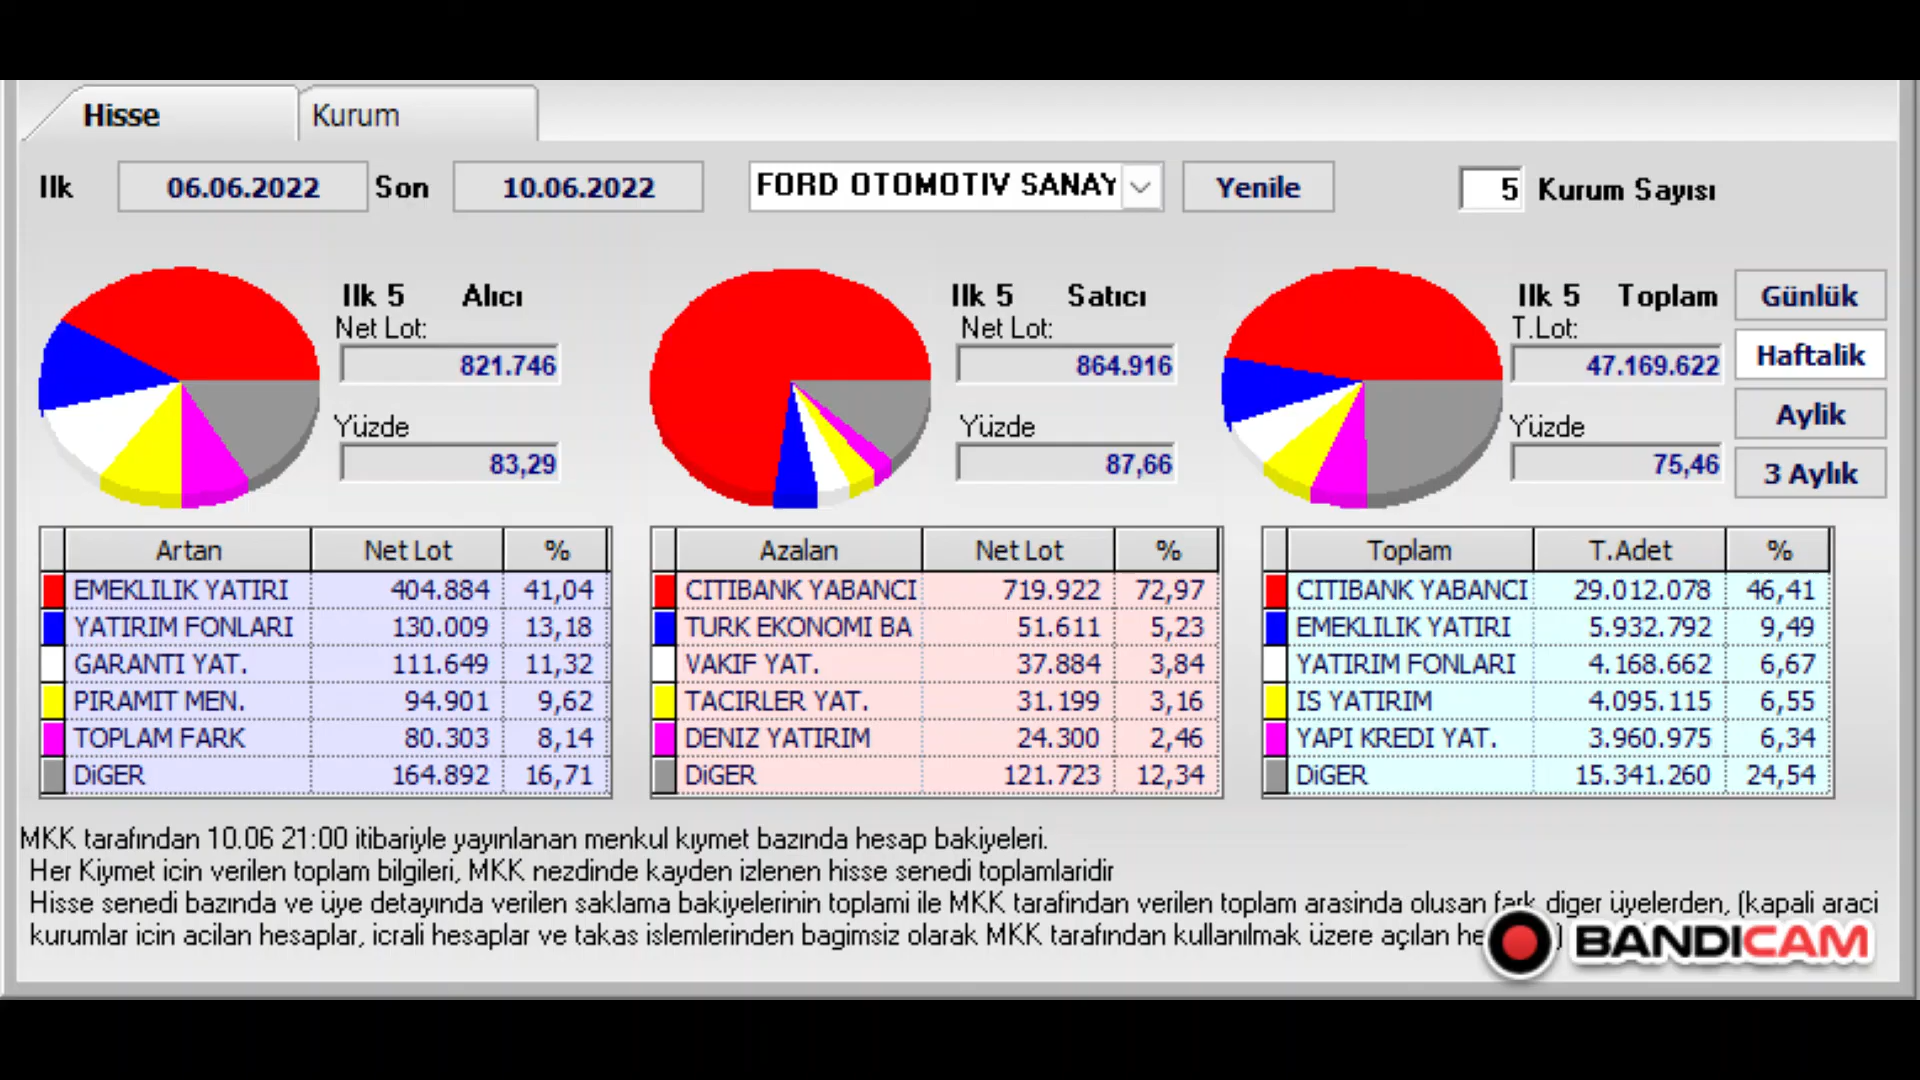 Hisse Kurum
Ilk 06.06.2022 Son 10.06.2022 FORD OTOMOTIV SANAY Yenile 5 Kurum Sayısı
Ilk 5 Alıcı
Net Lot:
821.746
Yüzde
83,29
Ilk 5 Satıcı
Net Lot:
864.916
Yüzde
87,66
Ilk 5 Toplam
T.Lot:
47.169.622
Yüzde
75,46
Günlük
Haftalik
Aylik
3 Aylık
Artan Net Lot %
EMEKLILIK YATIRI 404.884 41,04
YATIRIM FONLARI 130.009 13,18
GARANTI YAT. 111.649 11,32
PIRAMIT MEN. 94.901 9,62
TOPLAM FARK 80.303 8,14
DiGER 164.892 16,71
Azalan Net Lot %
CITIBANK YABANCI 719.922 72,97
TURK EKONOMI BA 51.611 5,23
VAKIF YAT. 37.884 3,84
TACIRLER YAT. 31.199 3,16
DENIZ YATIRIM 24.300 2,46
DiGER 121.723 12,34
Toplam T.Adet %
CITIBANK YABANCI 29.012.078 46,41
EMEKLILIK YATIRI 5.932.792 9,49
YATIRIM FONLARI 4.168.662 6,67
IS YATIRIM 4.095.115 6,55
YAPI KREDI YAT. 3.960.975 6,34
DiGER 15.341.260 24,54
MKK tarafından 10.06 21:00 itibariyle yayınlanan menkul kıymet bazında hesap bakiyeleri.
Her Kiymet icin verilen toplam bilgileri, MKK nezdinde kayden izlenen hisse senedi toplamlaridir
Hisse senedi bazında ve üye detayında verilen saklama bakiyelerinin toplami ile MKK tarafindan verilen toplam arasinda olusan fark diger üyelerden, (kapali araci
kurumlar icin acilan hesaplar, icrali hesaplar ve takas islemlerinden bagimsiz olarak MKK tarafından kullanılmak üzere açılan
BANDICAM